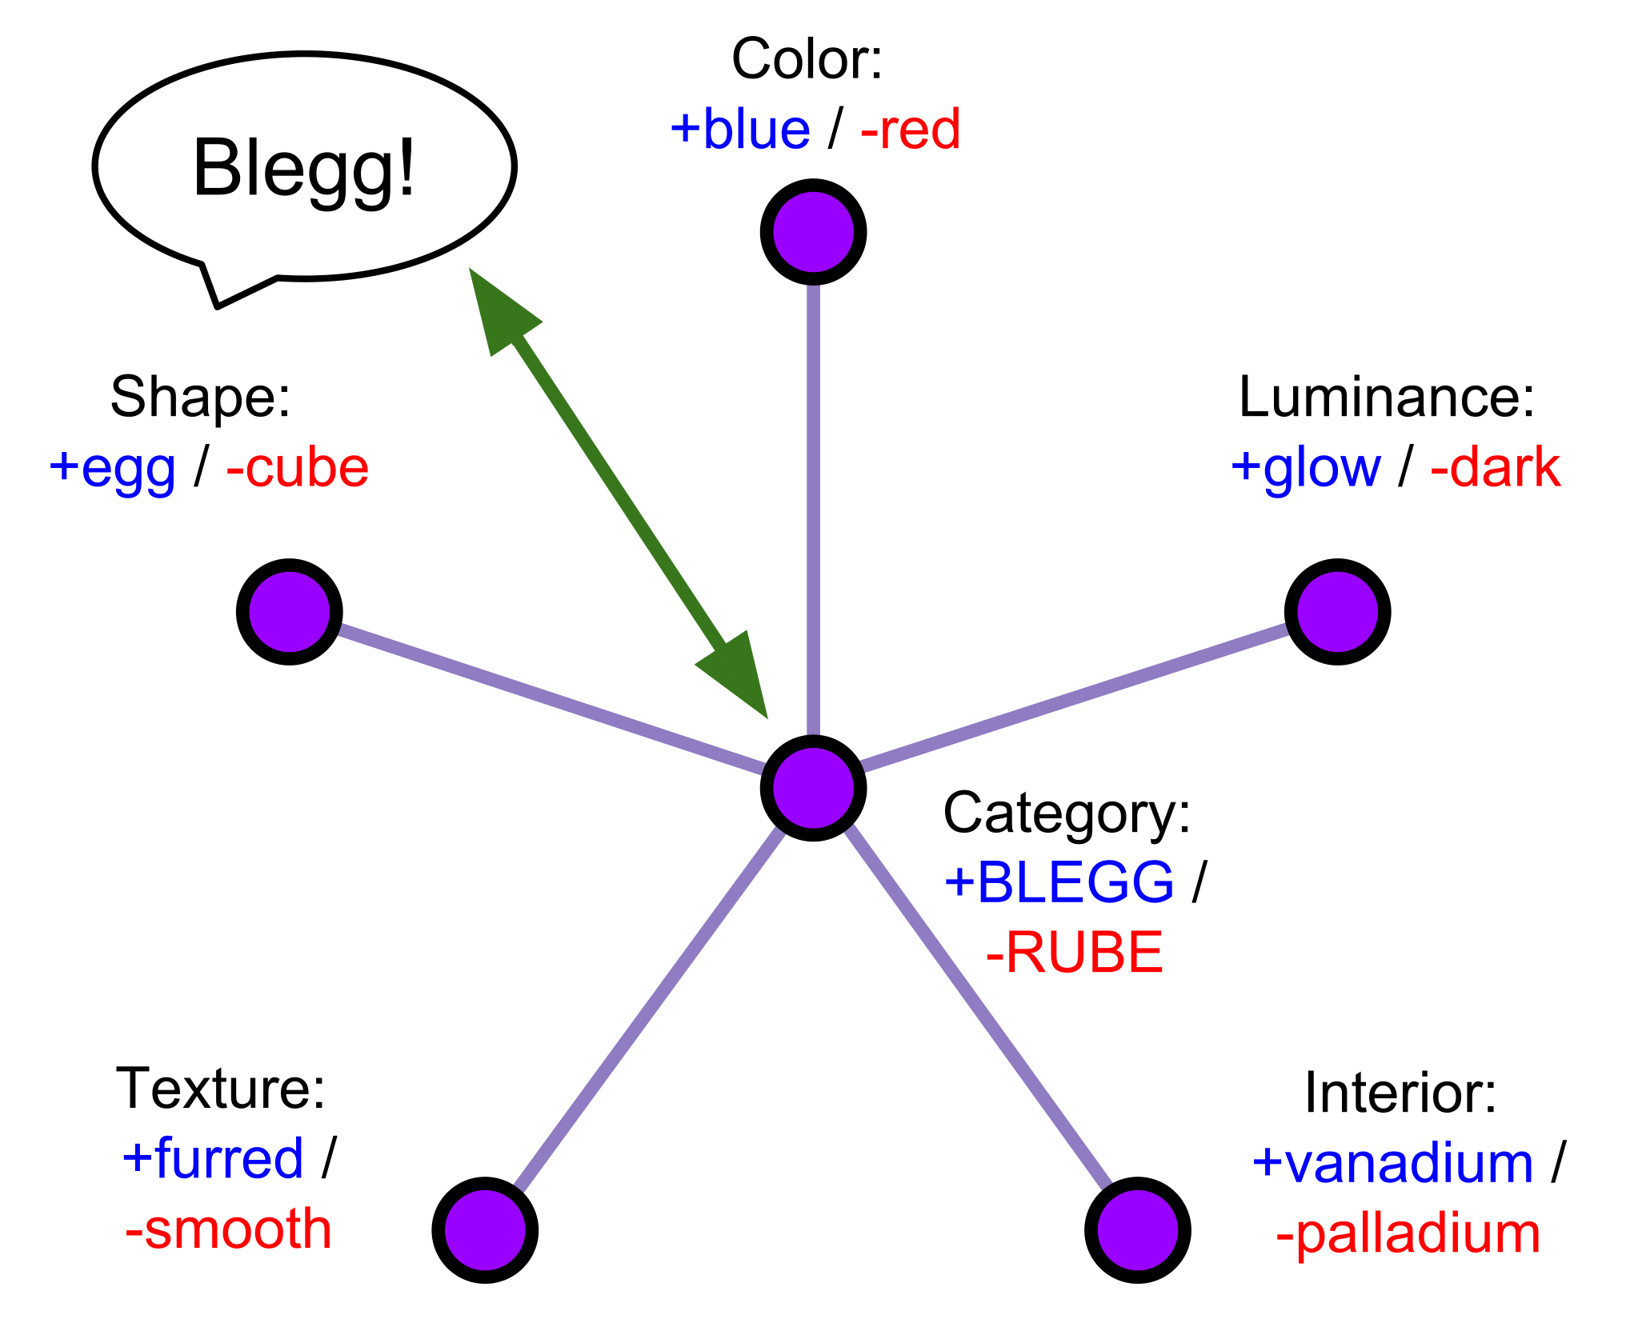 Blegg!
Color:
+blue / -red
Shape:
+egg / -cube
Luminance:
+glow / -dark
Category:
+BLEGG /
-RUBE
Texture:
+furred /
-smooth
Interior:
+vanadium /
-palladium